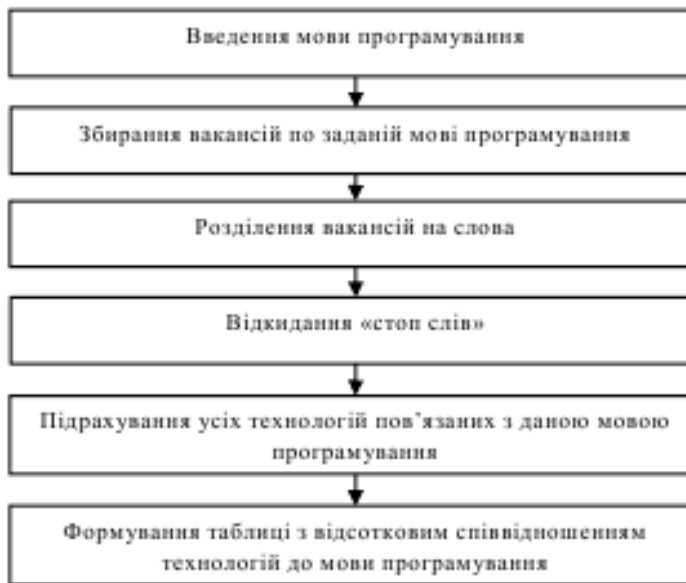 Введення мови програмування
Збирання вакансій по заданій мові програмування
Розділення вакансій на слова
Відкидання «стоп слів»
Підрахування усіх технологій пов’язаних з даною мовою
програмування
Формування таблиці з відсотковим співвідношенням
технологій до мови програмування